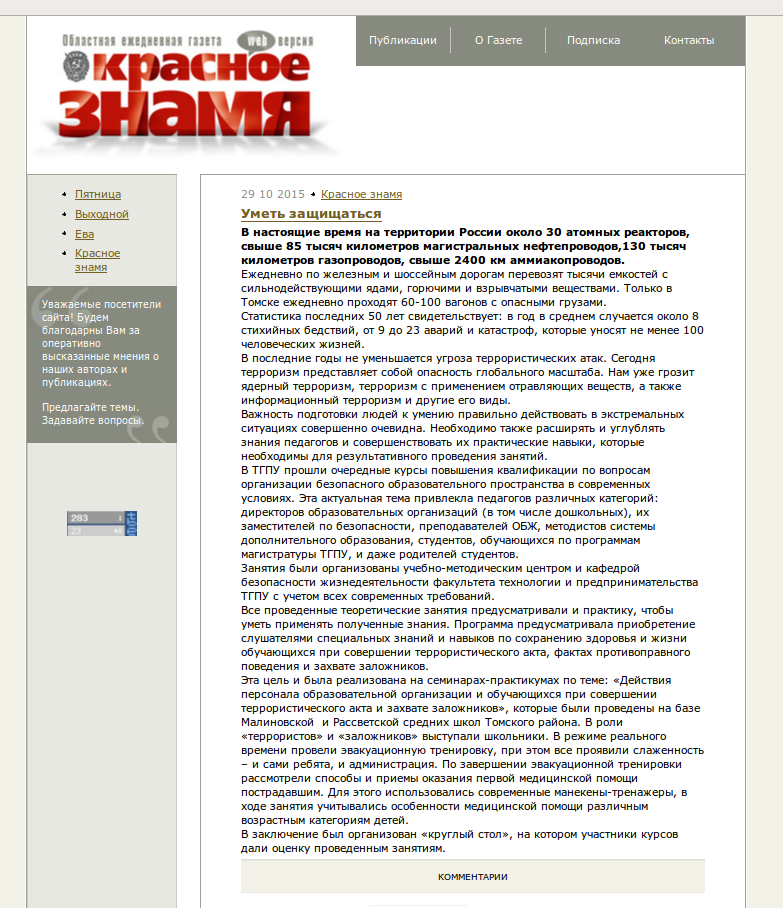 Областная ежедневная газета web версия
красное
знамя
Публикации
О Газете
Подписка
Контакты
Пятница
Выходной
Ева
Красное
знамя
Уважаемые посетители
сайта! Будем
благодарны Вам за
оперативно
высказанные мнения о
наших авторах и
публикациях.
Предлагайте темы.
Задавайте вопросы.
283 1
23
29 10 2015 Красное знамя
Уметь защищаться
В настоящие время на территории России около 30 атомных реакторов,
свыше 85 тысяч километров магистральных нефтепроводов,130 тысяч
километров газопроводов, свыше 2400 км аммиакопроводов.
Ежедневно по железным и шоссейным дорогам перевозят тысячи емкостей с
сильнодействующими ядами, горючими и взрывчатыми веществами. Только в
Томске ежедневно проходят 60-100 вагонов с опасными грузами.
Статистика последних 50 лет свидетельствует: в год в среднем случается около 8
стихийных бедствий, от 9 до 23 аварий и катастроф, которые уносят не менее 100
человеческих жизней.
В последние годы не уменьшается угроза террористических атак. Сегодня
терроризм представляет собой опасность глобального масштаба. Нам уже грозит
ядерный терроризм, терроризм с применением отравляющих веществ, а также
информационный терроризм и другие его виды.
Важность подготовки людей к умению правильно действовать в экстремальных
ситуациях совершенно очевидна. Необходимо также расширять и углублять
знания педагогов и совершенствовать их практические навыки, которые
необходимы для результативного проведения занятий.
В ТГПУ прошли очередные курсы повышения квалификации по вопросам
организации безопасного образовательного пространства в современных
условиях. Эта актуальная тема привлекла педагогов различных категорий:
директоров образовательных организаций (в том числе дошкольных), их
заместителей по безопасности, преподавателей ОБЖ, методистов системы
дополнительного образования, студентов, обучающихся по программам
магистратуры ТГПУ, и даже родителей студентов.
Занятия были организованы учебно-методическим центром и кафедрой
безопасности жизнедеятельности факультета технологии и предпринимательства
ТГПУ с учетом всех современных требований.
Все проведенные теоретические занятия предусматривали и практику, чтобы
уметь применять полученные знания. Программа предусматривала приобретение
слушателями специальных знаний и навыков по сохранению здоровья и жизни
обучающихся при совершении террористического акта, фактах противоправного
поведения и захвате заложников.
Эта цель и была реализована на семинарах-практикумах по теме: «Действия
персонала образовательной организации и обучающихся при совершении
террористического акта и захвате заложников», которые были проведены на базе
Малиновской и Рассветской средних школ Томского района. В роли
«террористов» и «заложников» выступали школьники. В режиме реального
времени провели эвакуационную тренировку, при этом все проявили слаженность
– и сами ребята, и администрация. По завершении эвакуационной тренировки
рассмотрели способы и приемы оказания первой медицинской помощи
пострадавшим. Для этого использовались современные манекены-тренажеры, в
ходе занятия учитывались особенности медицинской помощи различным
возрастным категориям детей.
В заключение был организован «круглый стол», на котором участники курсов
дали оценку проведенным занятиям.
КОММЕНТАРИИ